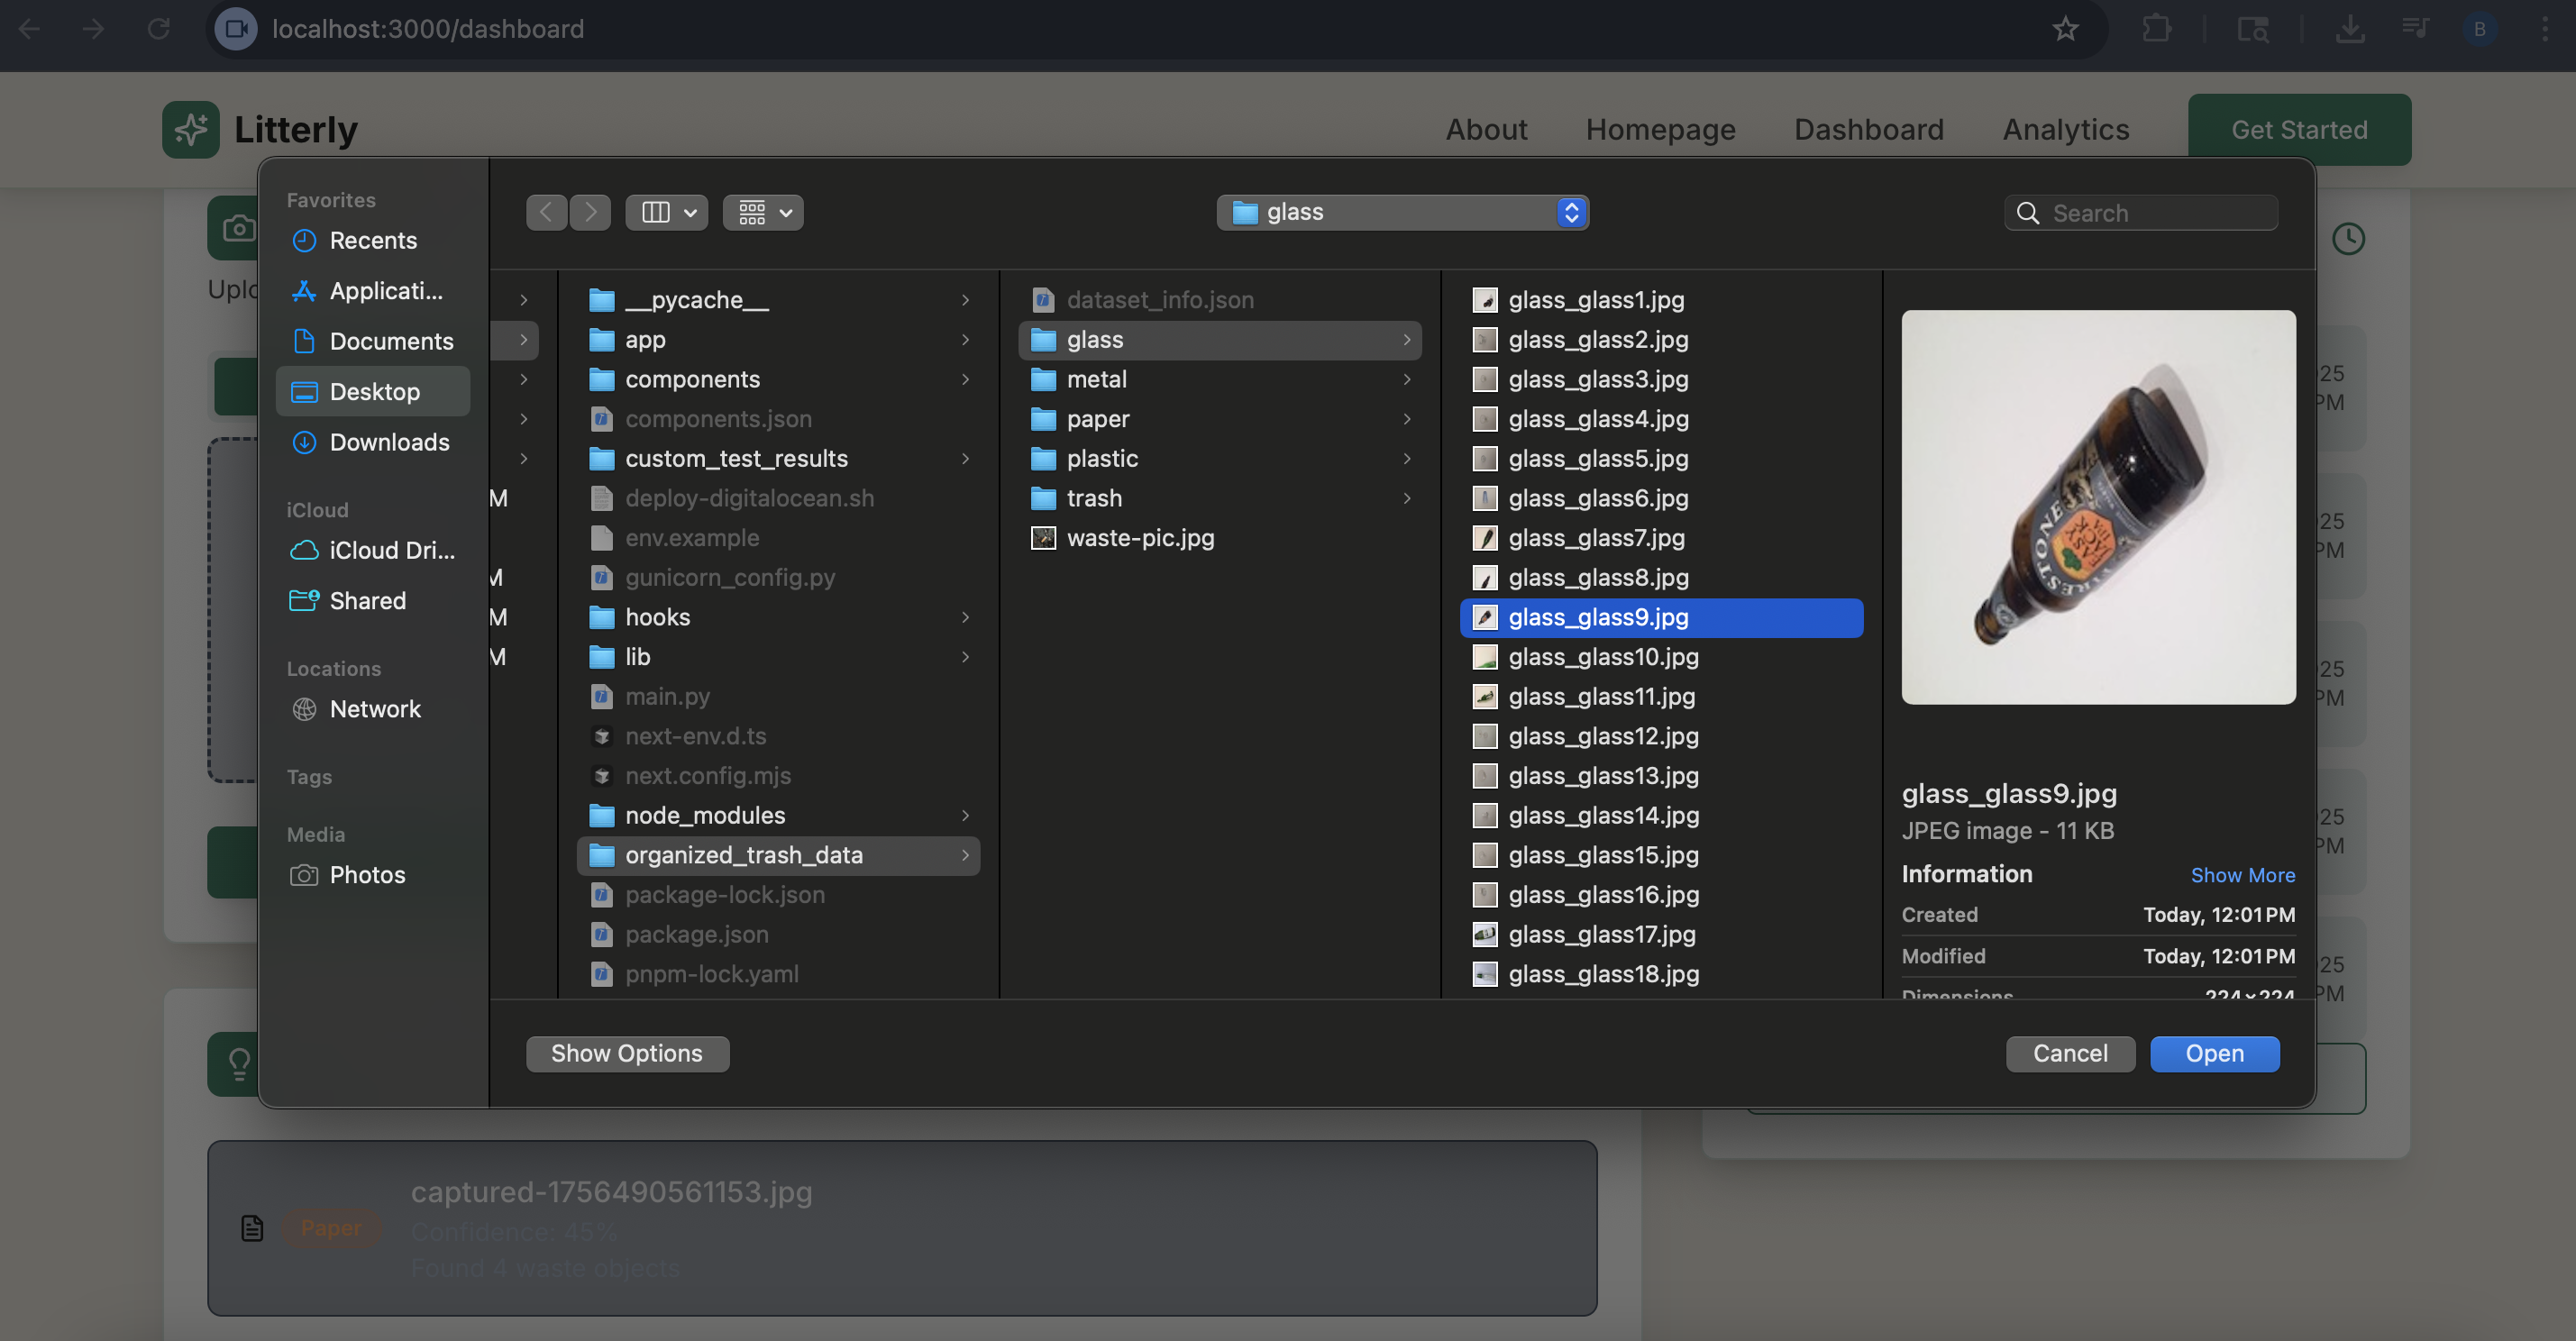 localhost:3000/dashboard
B
Litterly
About
Homepage
Dashboard
Analytics
Get Started
Favorites
Recents
Applicati...
Documents
Desktop
Downloads
iCloud
iCloud Dri...
Shared
Locations
Network
Tags
Media
Photos
glass
Search
M
M
M
M
__pycache__
app
components
components.json
custom_test_results
deploy-digitalocean.sh
env.example
gunicorn_config.py
hooks
lib
main.py
next-env.d.ts
next.config.mjs
node_modules
organized_trash_data
package-lock.json
package.json
pnpm-lock.yaml
dataset_info.json
glass
metal
paper
plastic
trash
waste-pic.jpg
glass_glass1.jpg
glass_glass2.jpg
glass_glass3.jpg
glass_glass4.jpg
glass_glass5.jpg
glass_glass6.jpg
glass_glass7.jpg
glass_glass8.jpg
glass_glass9.jpg
glass_glass10.jpg
glass_glass11.jpg
glass_glass12.jpg
glass_glass13.jpg
glass_glass14.jpg
glass_glass15.jpg
glass_glass16.jpg
glass_glass17.jpg
glass_glass18.jpg
RESTONE
JACK
IPA
glass_glass9.jpg
JPEG image - 11 KB
Information
Show More
Created
Today, 12:01 PM
Modified
Today, 12:01 PM
Dimensions
224×224
Show Options
Cancel
Open
Uplo
25
PM
25
PM
25
PM
25
PM
25
PM
Paper
captured-1756490561153.jpg
Confidence: 45%
Found 4 waste objects